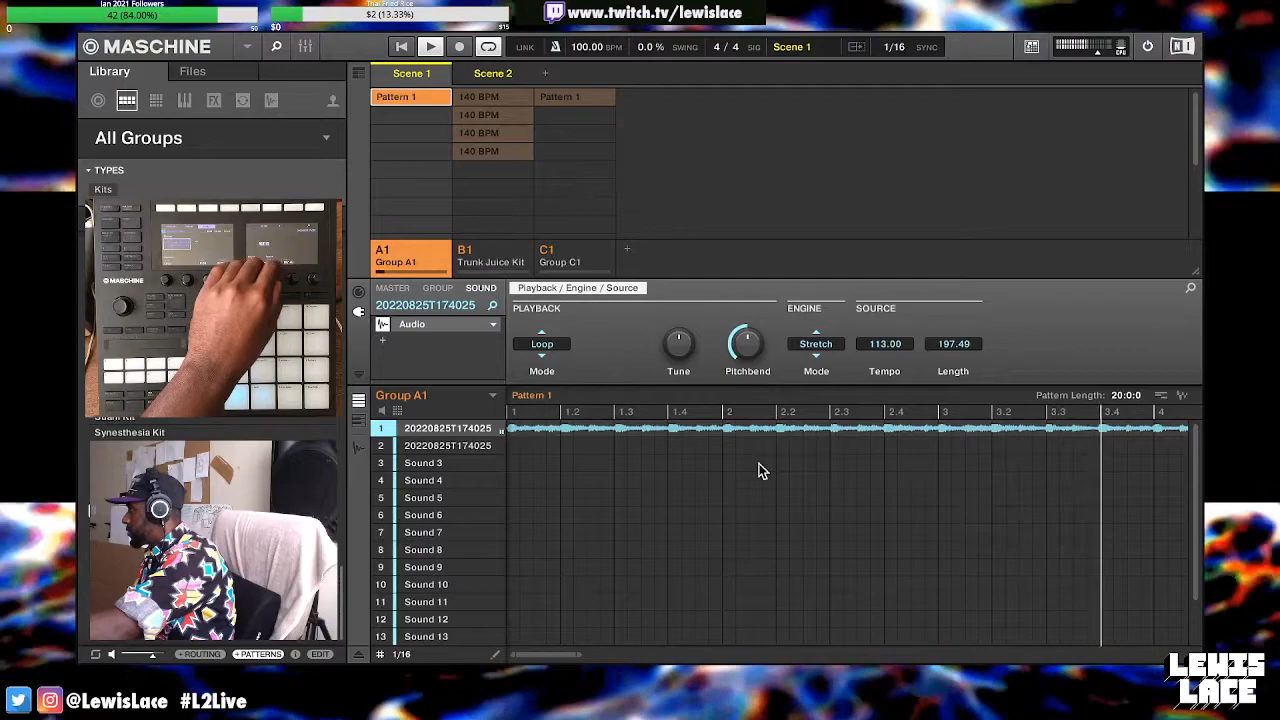 Jan 2021 Followers
42 (84.00%)
0
50
Thai Fried Rice
$2 (13.33%)
$0
$15
www.twitch.tv/lewislace
MASCHINE
LINK
100.00 BPM
0.0 % SWING
4 / 4 SIG
Scene 1
1/16 SYNC
CPU
Library
Files
FX
All Groups
TYPES
Kits
MASCHINE
Synesthesia Kit
+ROUTING
+PATTERNS
EDIT
Scene 1
Scene 2
+
Pattern 1
140 BPM
Pattern 1
140 BPM
140 BPM
140 BPM
A1
Group A1
B1
Trunk Juice Kit
C1
Group C1
+
MASTER
GROUP
SOUND
20220825T174025
Audio
+
Playback / Engine / Source
PLAYBACK
ENGINE
SOURCE
Loop
Stretch
113.00
197.49
Mode
Tune
Pitchbend
Mode
Tempo
Length
Group A1
Pattern 1
Pattern Length: 20:0:0
1
1.2
1.3
1.4
2
2.2
2.3
2.4
3
3.2
3.3
3.4
4
1 20220825T174025
2 20220825T174025
3 Sound 3
4 Sound 4
5 Sound 5
6 Sound 6
7 Sound 7
8 Sound 8
9 Sound 9
10 Sound 10
11 Sound 11
12 Sound 12
13 Sound 13
1/16
@LewisLace #L2Live
LEWIS
LACE